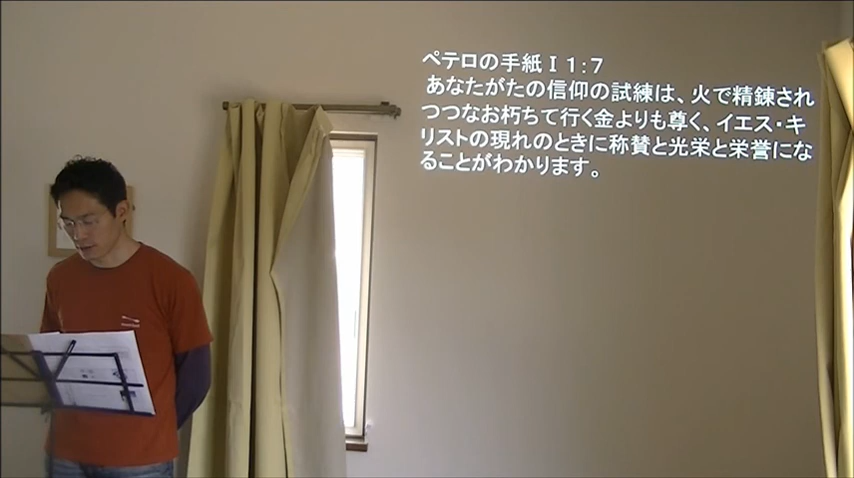 ペテロの手紙Ⅰ１：７
あなたがたの信仰の試練は、火で精錬され
つつなお朽ちて行く金よりも尊く、イエス・キ
リストの現れのときに称賛と光栄と栄誉にな
ることがわかります。